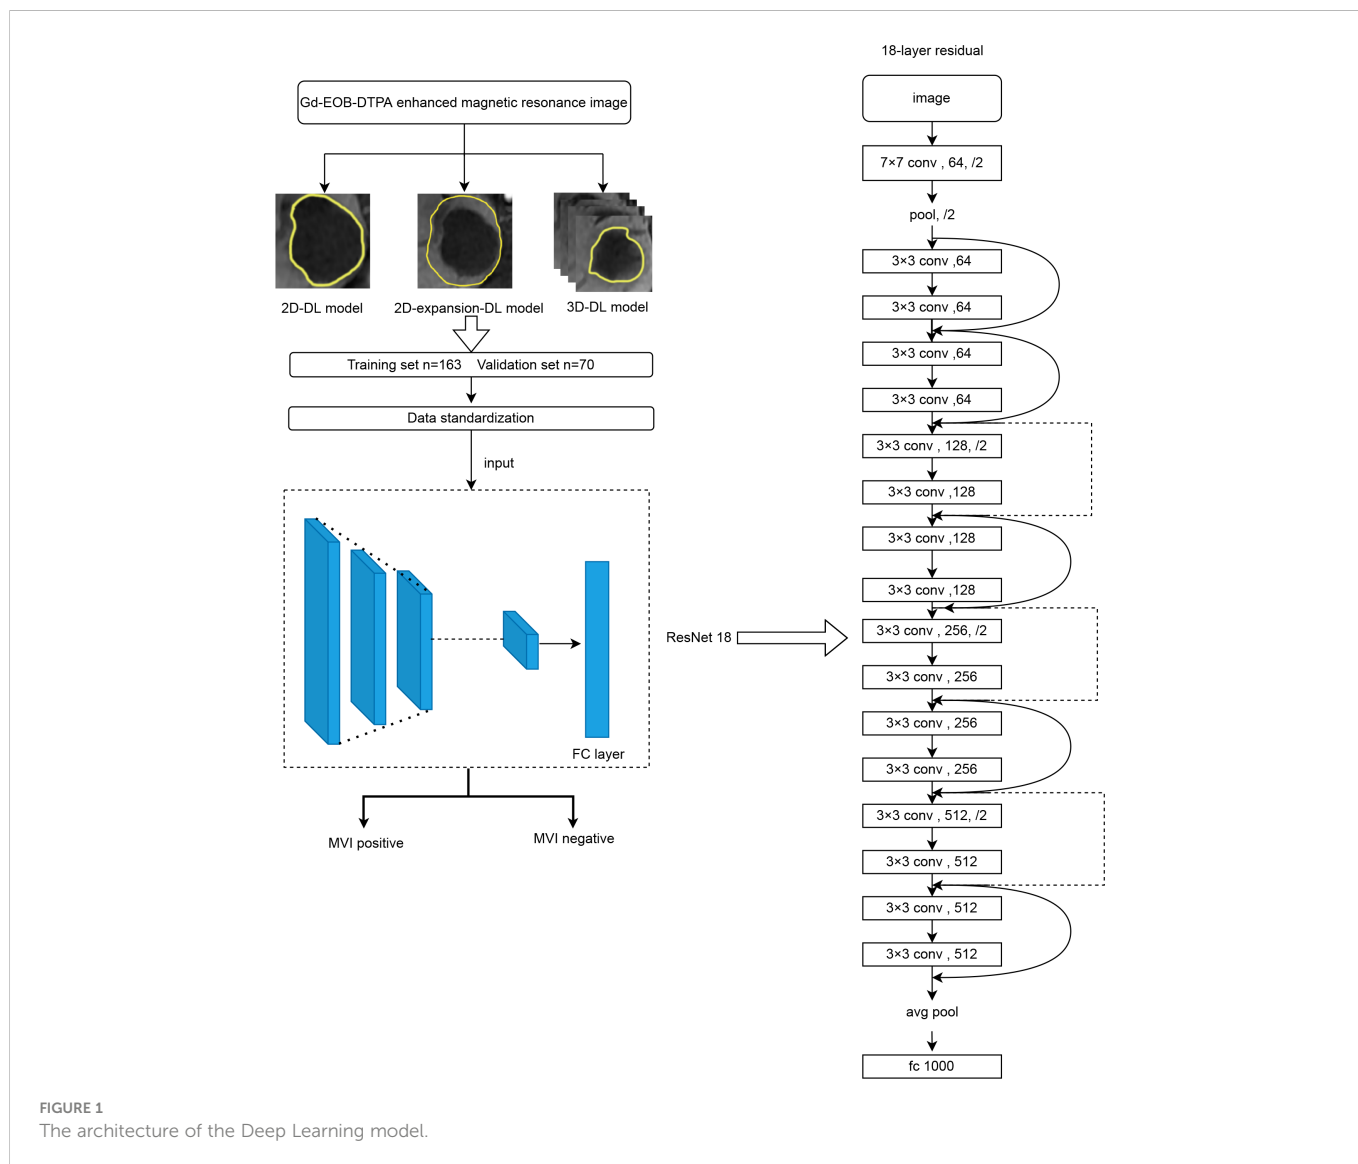 Gd-EOB-DTPA enhanced magnetic resonance image
2D-DL model
2D-expansion-DL model
3D-DL model
Training set n=163 Validation set n=70
Data standardization
input
FC layer
MVI positive
MVI negative
ResNet 18
18-layer residual
image
7×7 conv , 64, /2
pool, /2
3×3 conv ,64
3×3 conv ,64
3×3 conv ,64
3×3 conv ,64
3×3 conv , 128, /2
3×3 conv ,128
3×3 conv ,128
3×3 conv ,128
3×3 conv , 256, /2
3×3 conv , 256
3×3 conv , 256
3×3 conv , 256
3×3 conv , 512, /2
3×3 conv , 512
3×3 conv , 512
3×3 conv , 512
avg pool
fc 1000
FIGURE 1
The architecture of the Deep Learning model.